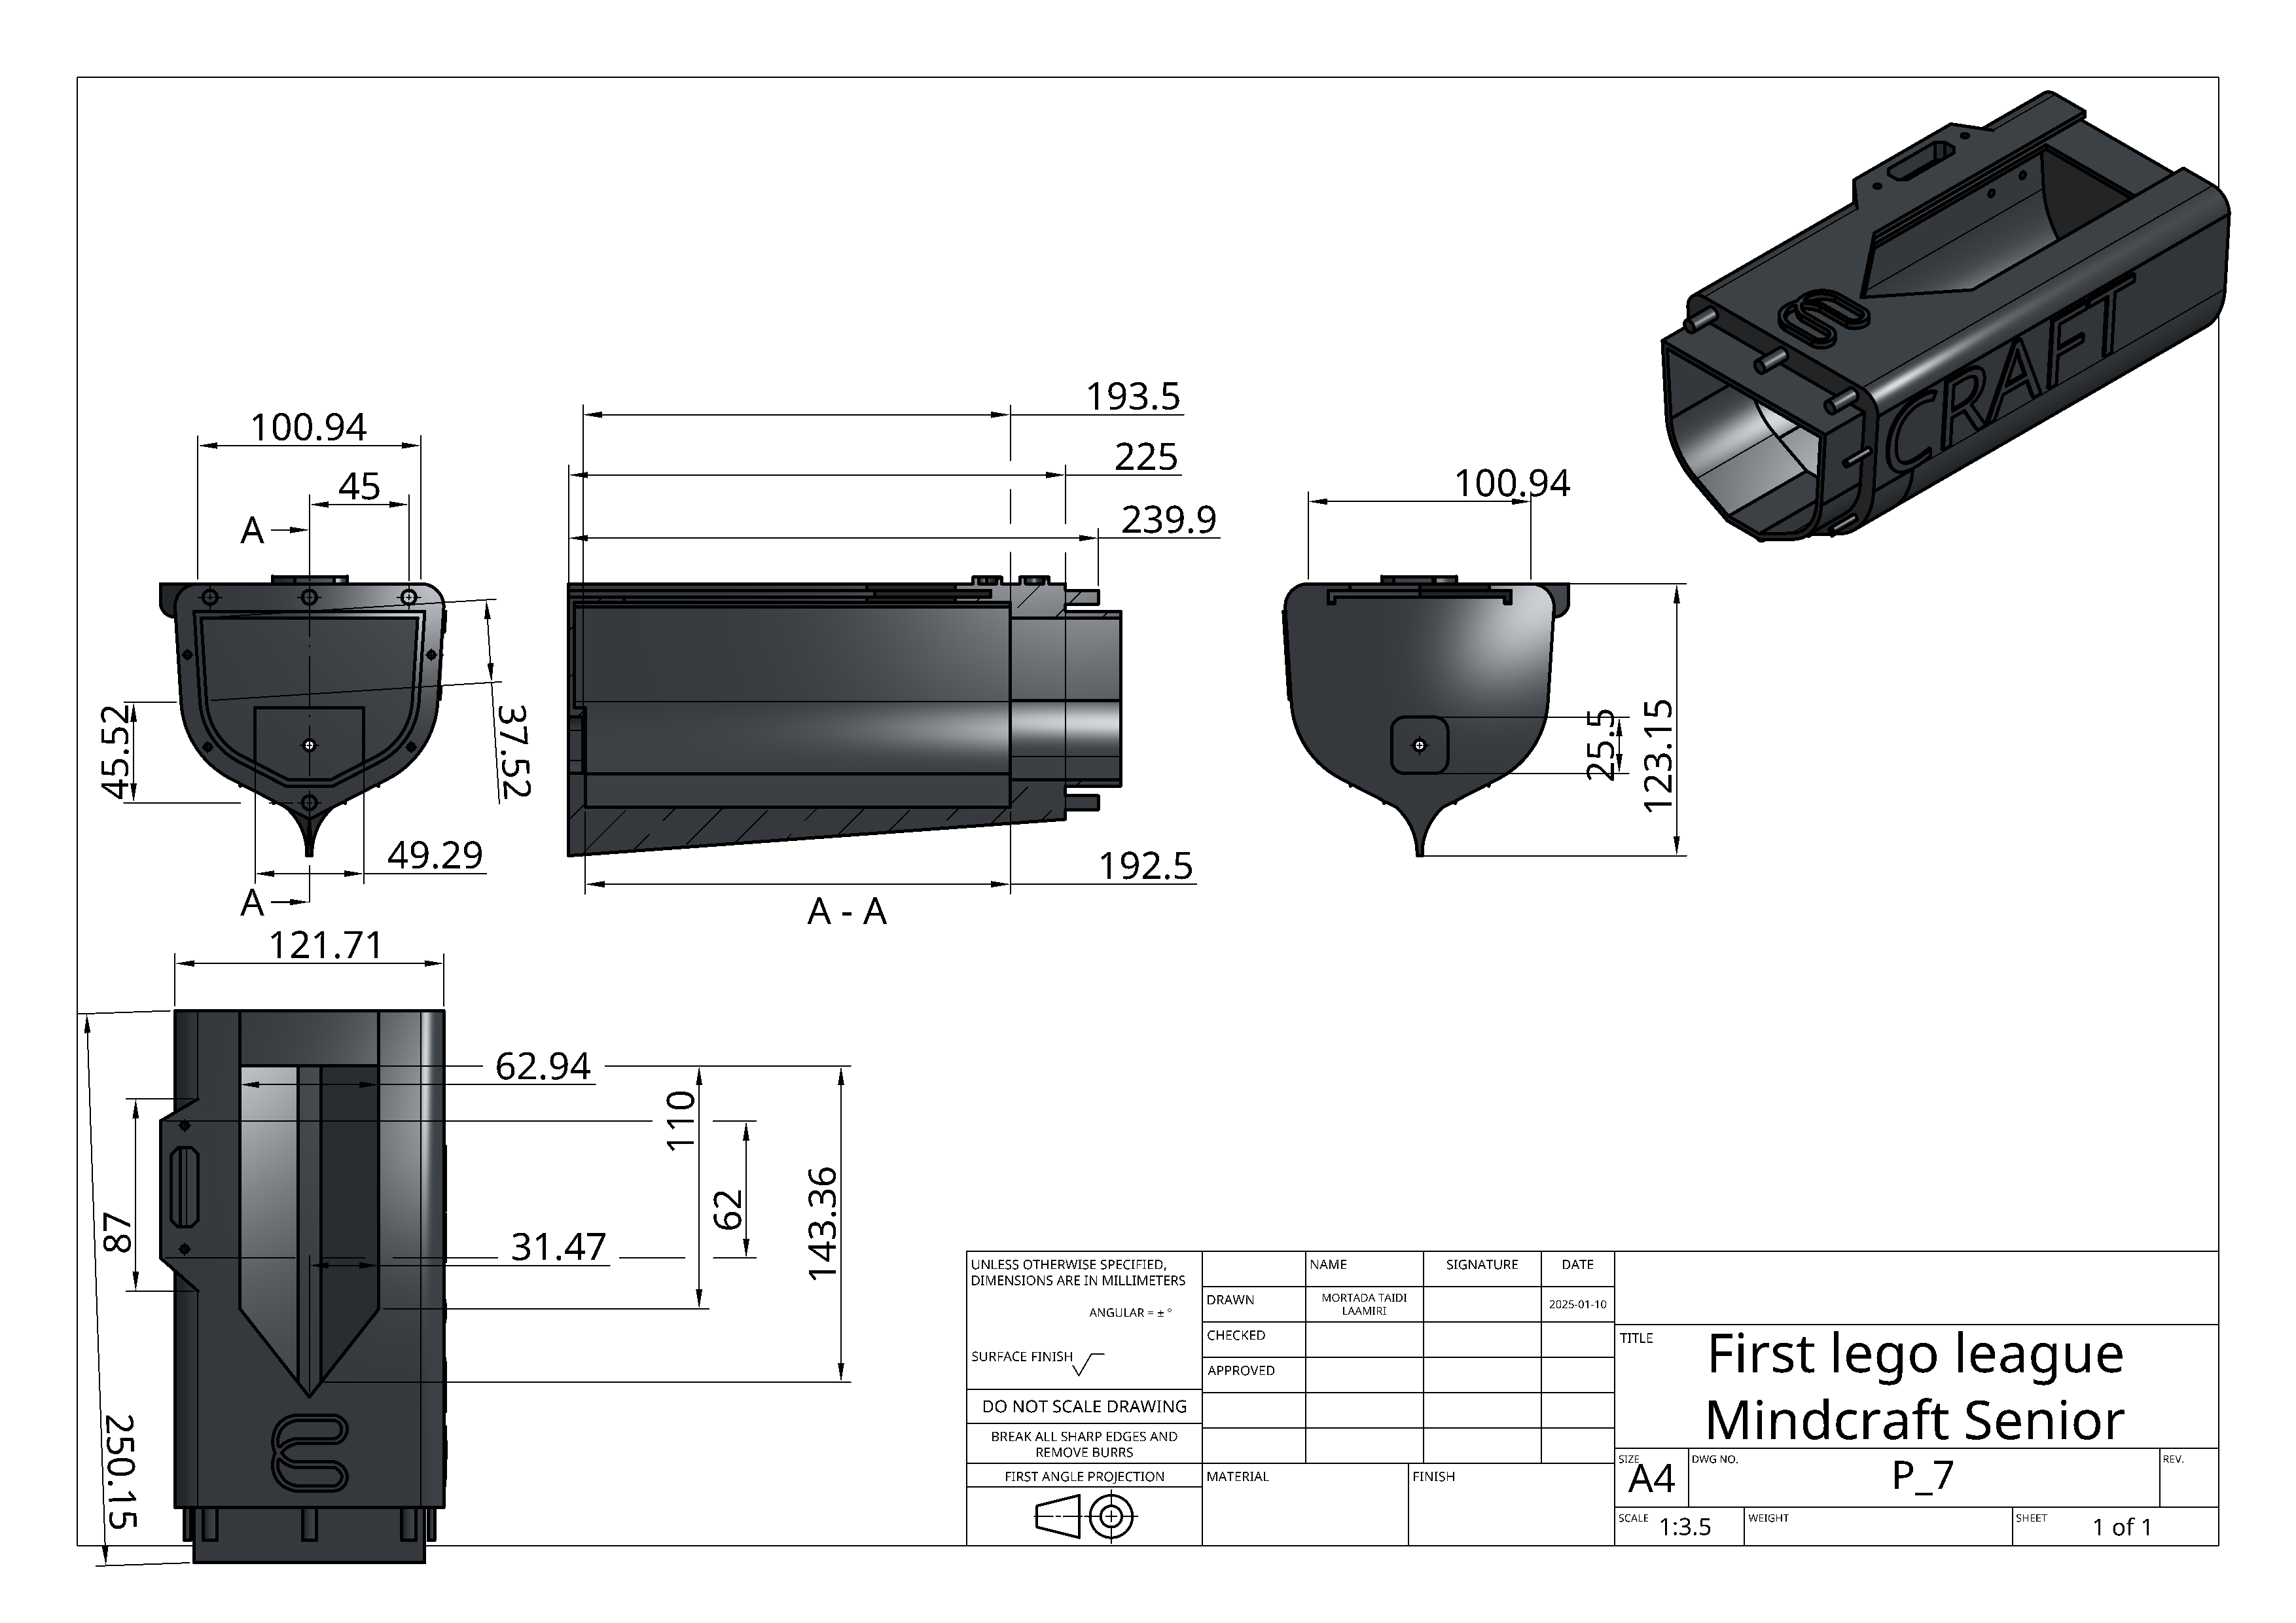 CRAFT
193.5
100.94
225
45
100.94
A
239.9
45.52
37.52
25.5
123.15
49.29
192.5
A
A - A
121.71
62.94
110
62
143.36
78
31.47
250.15
UNLESS OTHERWISE SPECIFIED,
DIMENSIONS ARE IN MILLIMETERS
ANGULAR = ± °
SURFACE FINISH
DO NOT SCALE DRAWING
BREAK ALL SHARP EDGES AND
REMOVE BURRS
FIRST ANGLE PROJECTION
NAME
SIGNATURE
DATE
DRAWN
MORTADA TAIDI
LAAMIRI
2025-01-10
CHECKED
APPROVED
MATERIAL
FINISH
TITLE
First lego league
Mindcraft Senior
SIZE
A4
DWG NO.
P_7
REV.
SCALE
1:3.5
WEIGHT
SHEET
1 of 1